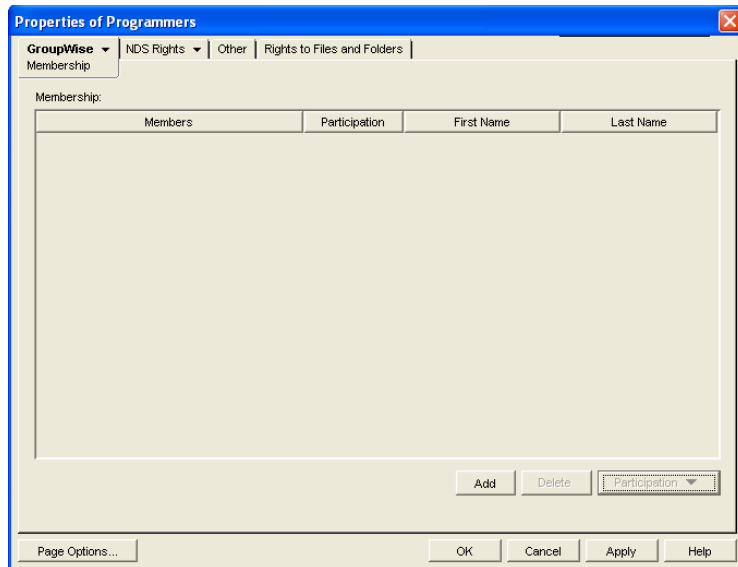 Properties of Programmers
GroupWise NDS Rights Other Rights to Files and Folders
Membership
Membership:
Members Participation First Name Last Name
Add Delete Participation
Page Options... OK Cancel Apply Help